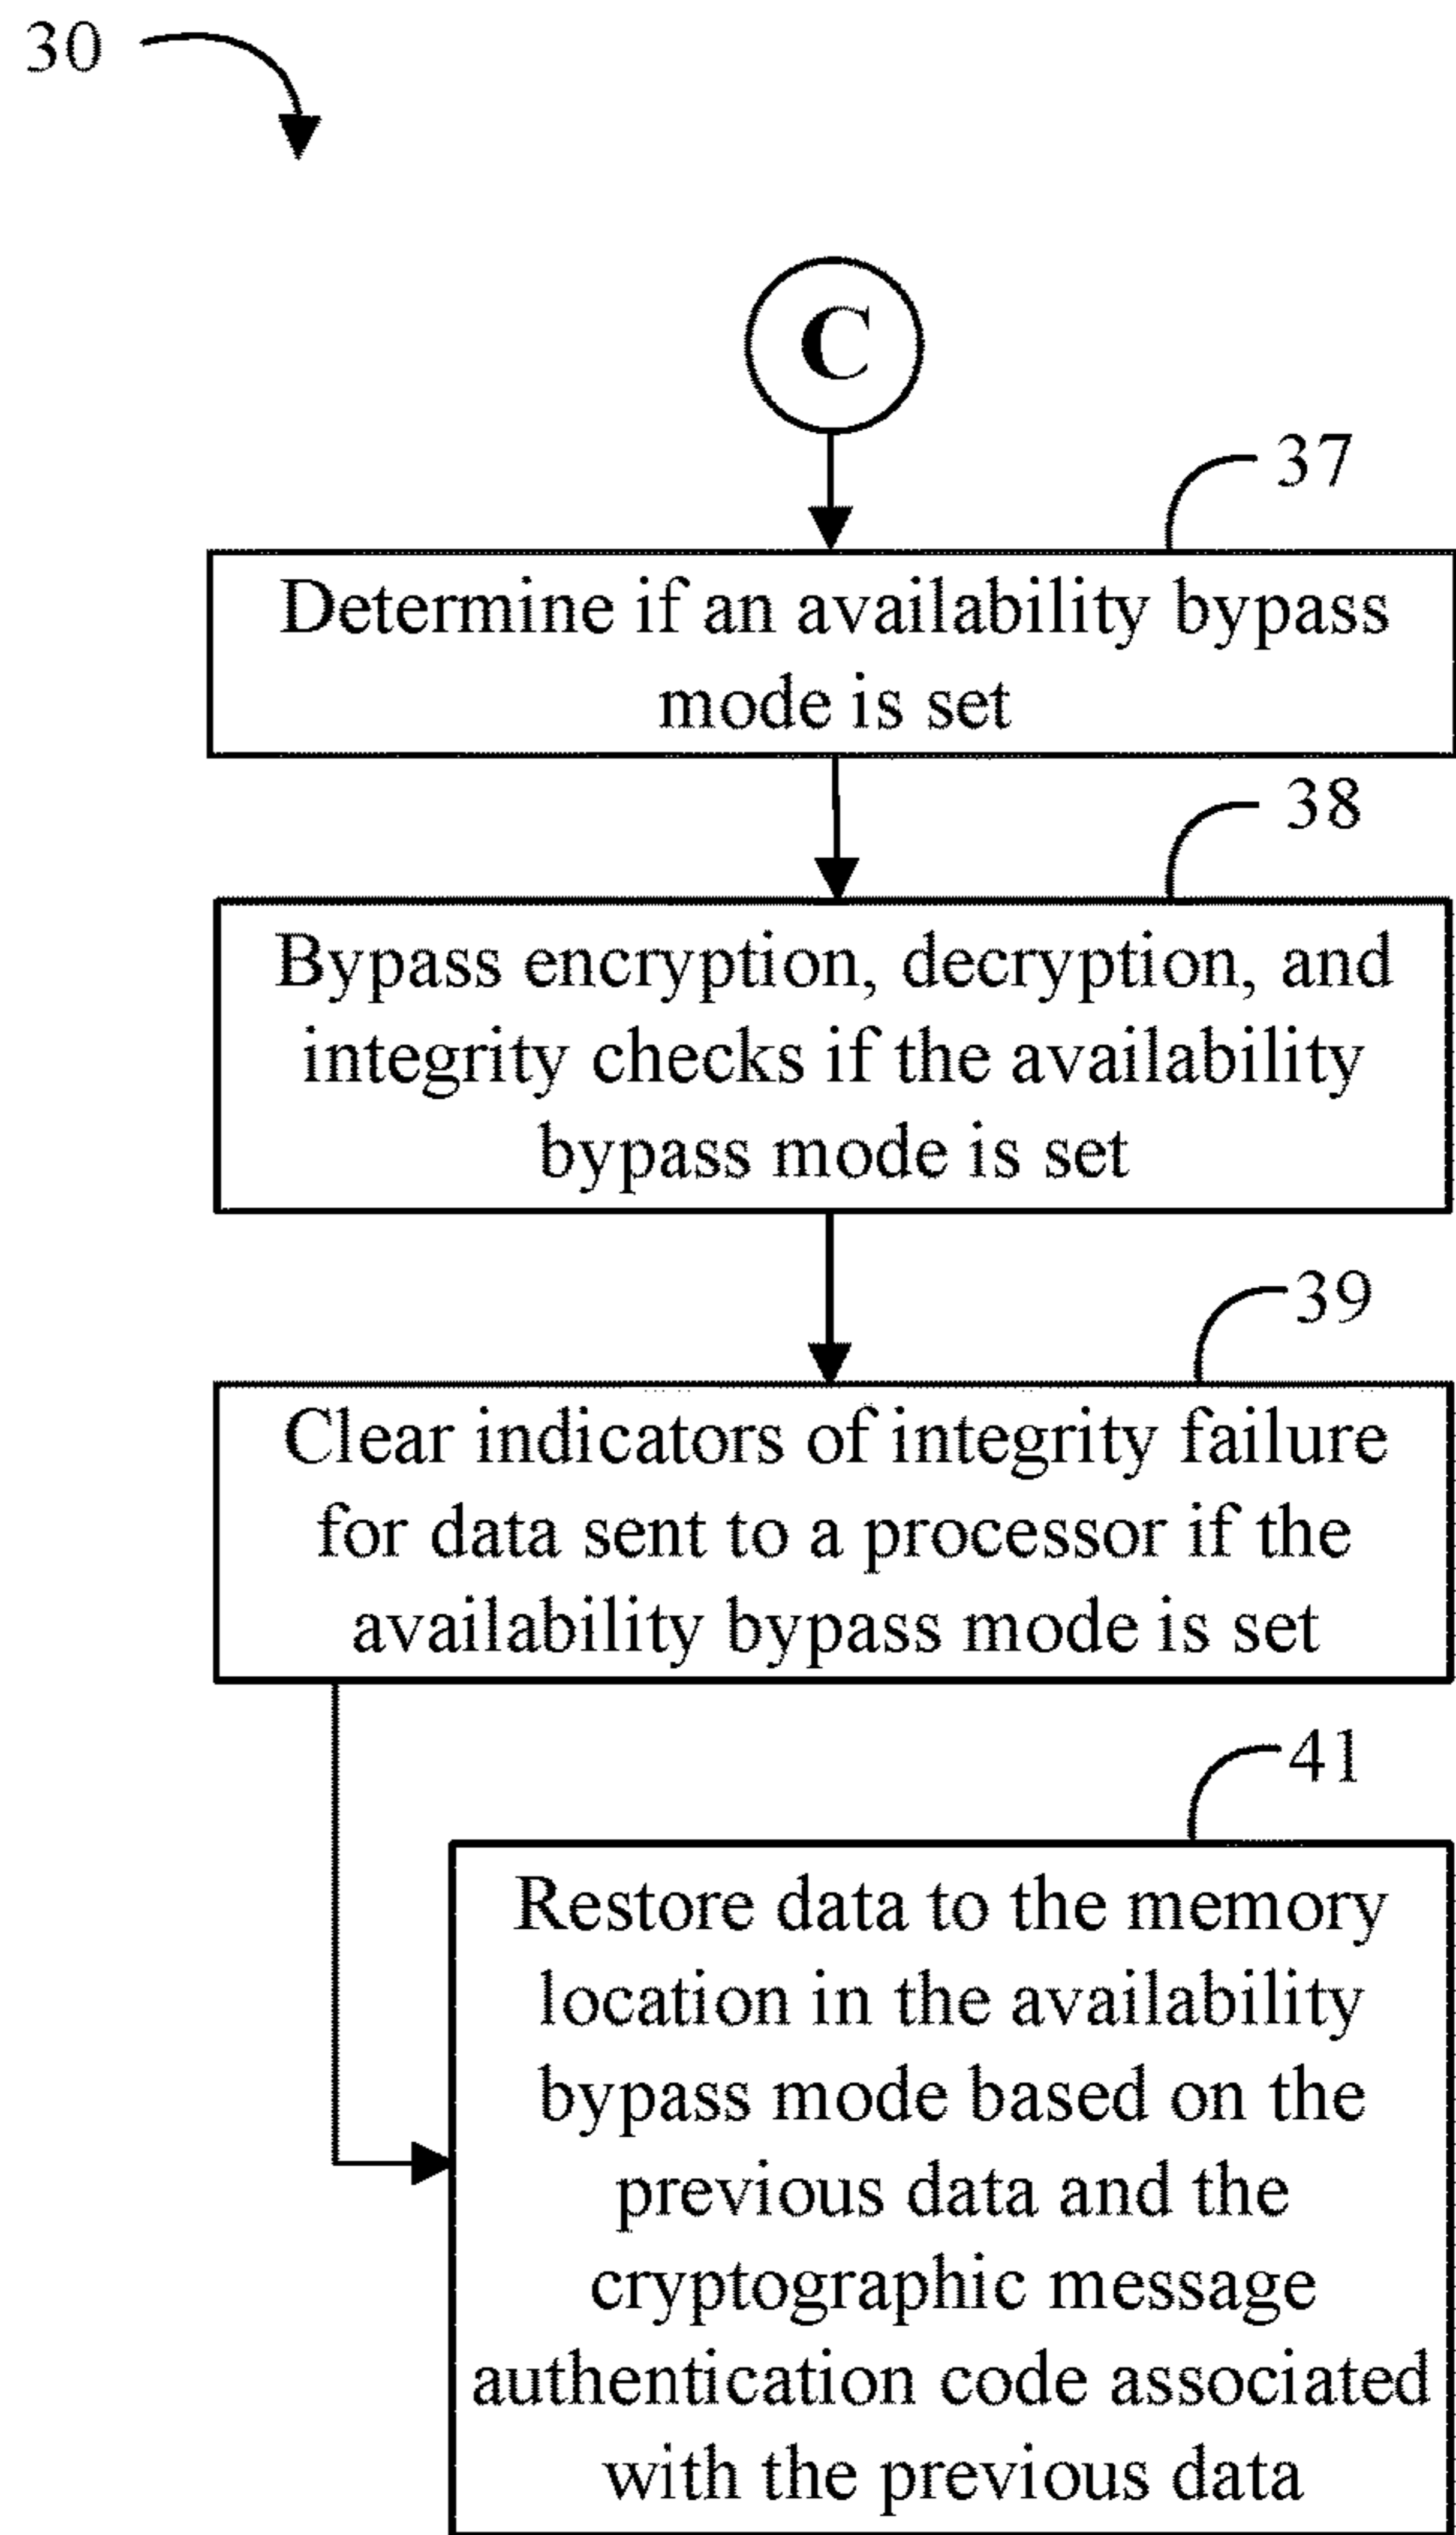 30
C
37
Determine if an availability bypass
mode is set
38
Bypass encryption, decryption, and
integrity checks if the availability
bypass mode is set
39
Clear indicators of integrity failure
for data sent to a processor if the
availability bypass mode is set
41
Restore data to the memory
location in the availability
bypass mode based on the
previous data and the
cryptographic message
authentication code associated
with the previous data